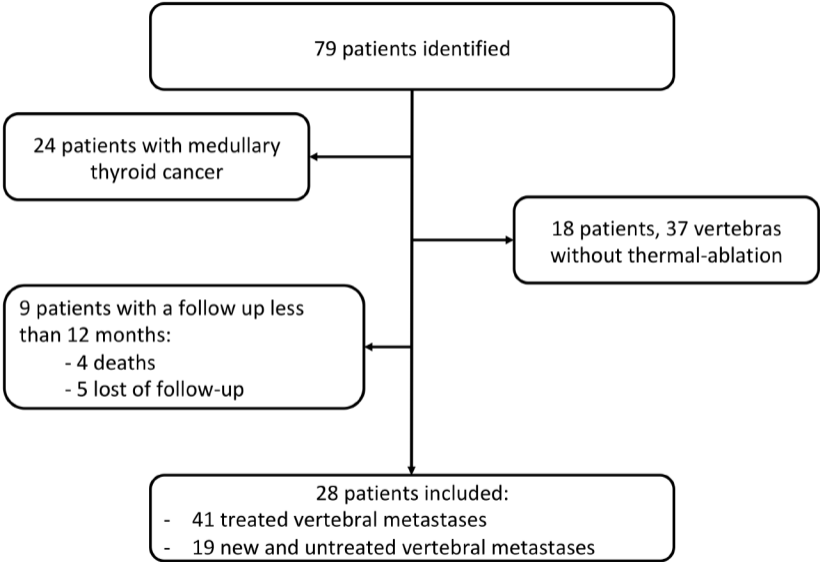 79 patients identified
24 patients with medullary
thyroid cancer
18 patients, 37 vertebras
without thermal-ablation
9 patients with a follow up less
than 12 months:
- 4 deaths
- 5 lost of follow-up
28 patients included:
- 41 treated vertebral metastases
- 19 new and untreated vertebral metastases